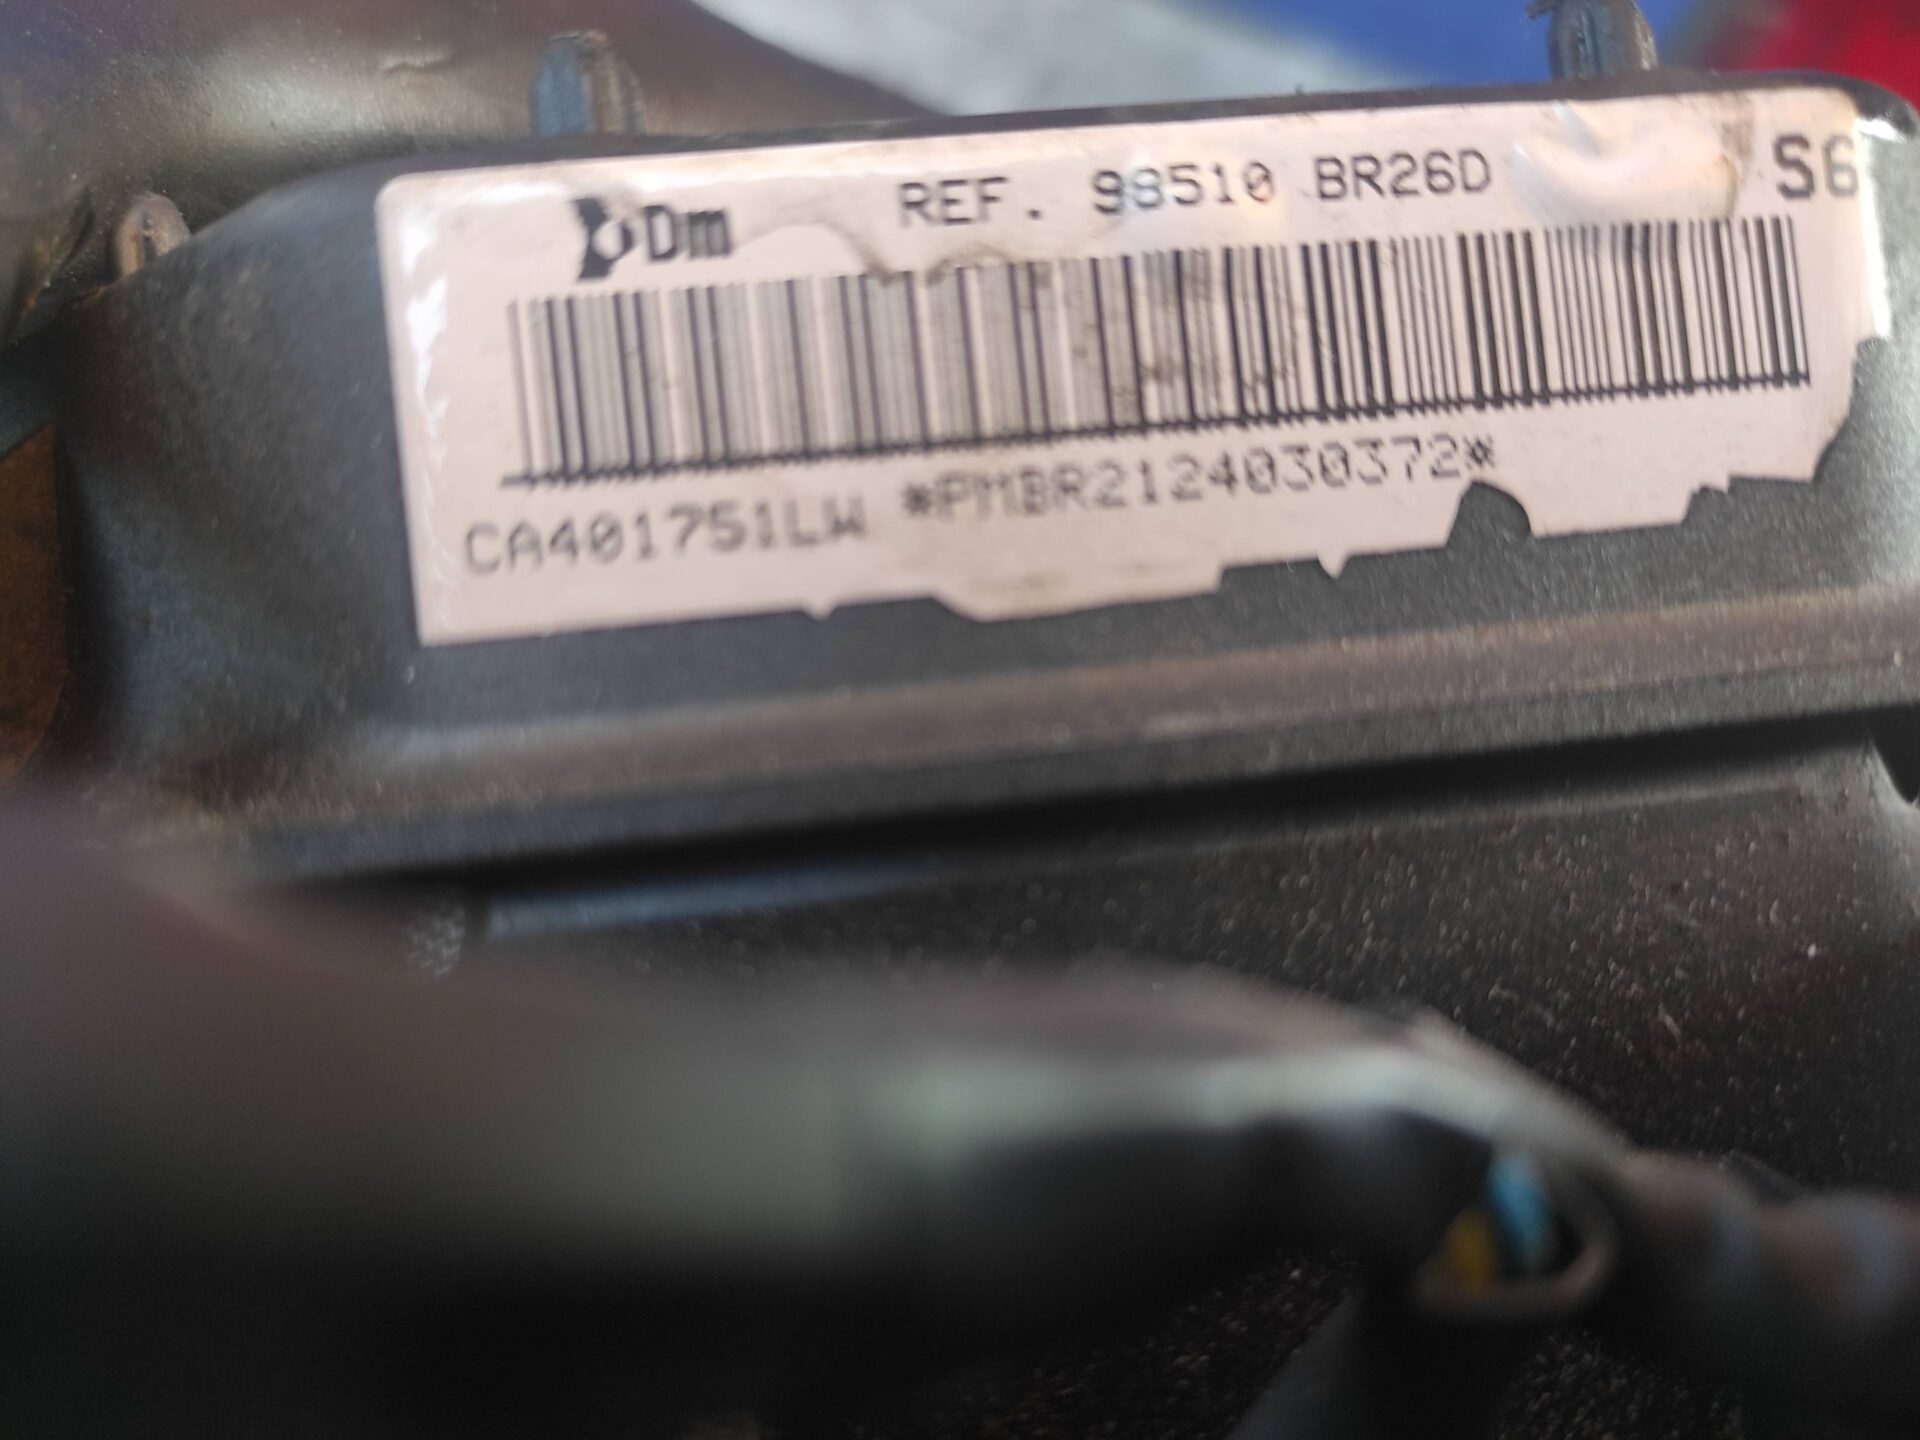 Dm REF. 98510 BR26D S6
CA401751LW *PMBR2124030372*